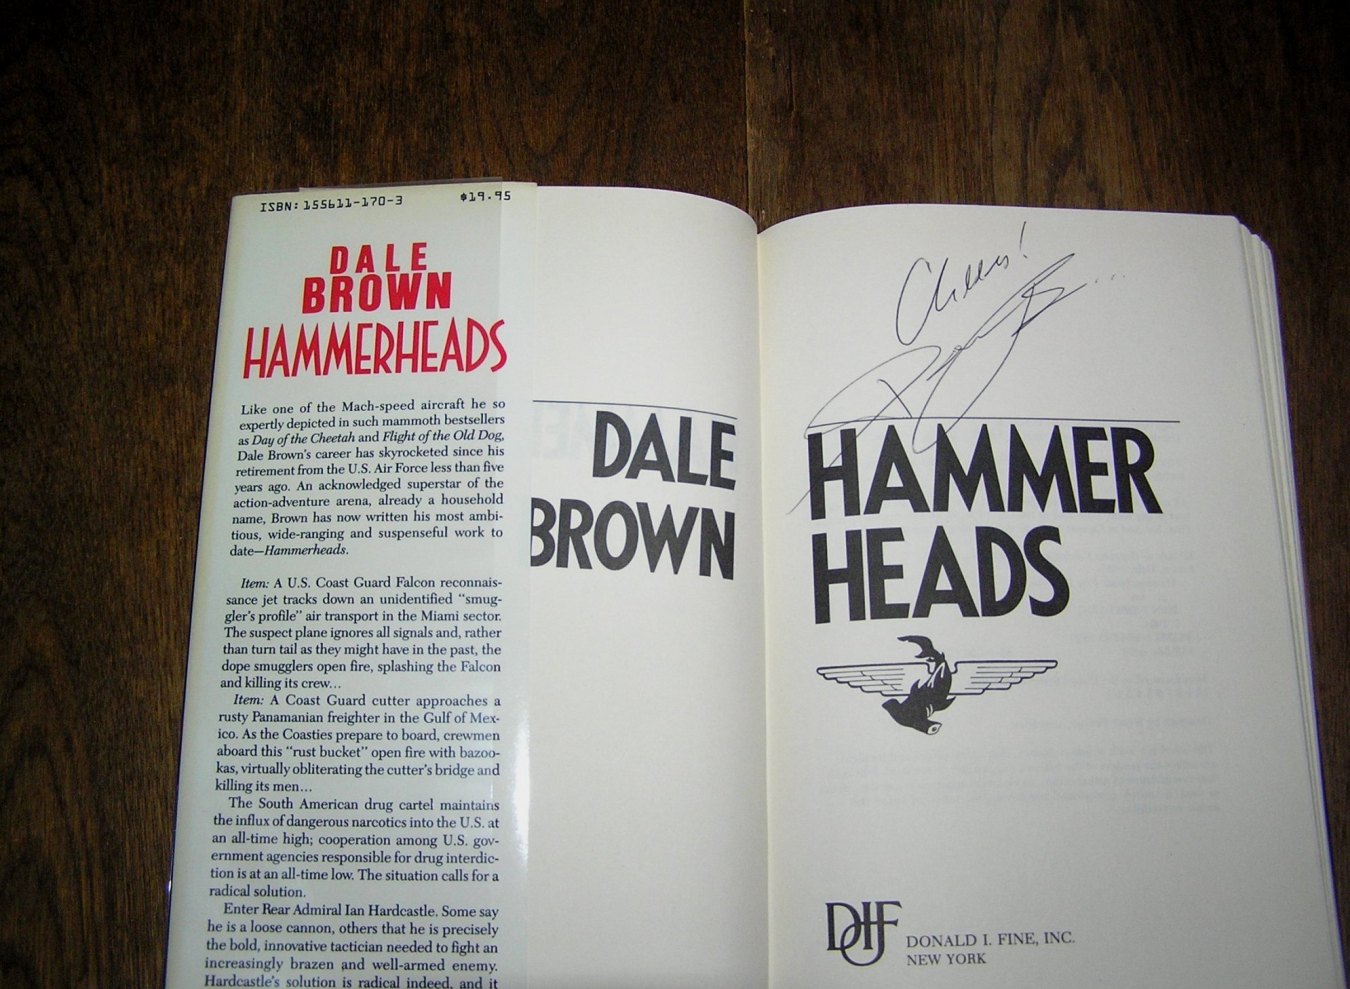 ISBN: 155611-170-3 $19.95
DALE
BROWN
HAMMERHEADS
Like one of the Mach-speed aircraft he so
expertly depicted in such mammoth bestsellers
as Day of the Cheetah and Flight of the Old Dog,
Dale Brown's career has skyrocketed since his
retirement from the U.S. Air Force less than five
years ago. An acknowledged superstar of the
action-adventure arena, already a household
name, Brown has now written his most ambi-
tious, wide-ranging and suspenseful work to
date—Hammerheads.
Item: A U.S. Coast Guard Falcon reconnais-
sance jet tracks down an unidentified "smug-
gler's profile" air transport in the Miami sector.
The suspect plane ignores all signals and, rather
than turn tail as they might have in the past, the
dope smugglers open fire, splashing the Falcon
and killing its crew...
Item: A Coast Guard cutter approaches a
rusty Panamanian freighter in the Gulf of Mex-
ico. As the Coasties prepare to board, crewmen
aboard this "rust bucket" open fire with bazoo-
kas, virtually obliterating the cutter's bridge and
killing its men...
The South American drug cartel maintains
the influx of dangerous narcotics into the U.S. at
an all-time high; cooperation among U.S. gov-
ernment agencies responsible for drug interdic-
tion is at an all-time low. The situation calls for a
radical solution.
Enter Rear Admiral Ian Hardcastle. Some say
he is a loose cannon, others that he is precisely
the bold, innovative tactician needed to fight an
increasingly brazen and well-armed enemy.
Hardcastle's solution is radical indeed, and it
DALE
BROWN
Cheers!
HAMMER
HEADS
DIF
DONALD I. FINE, INC.
NEW YORK